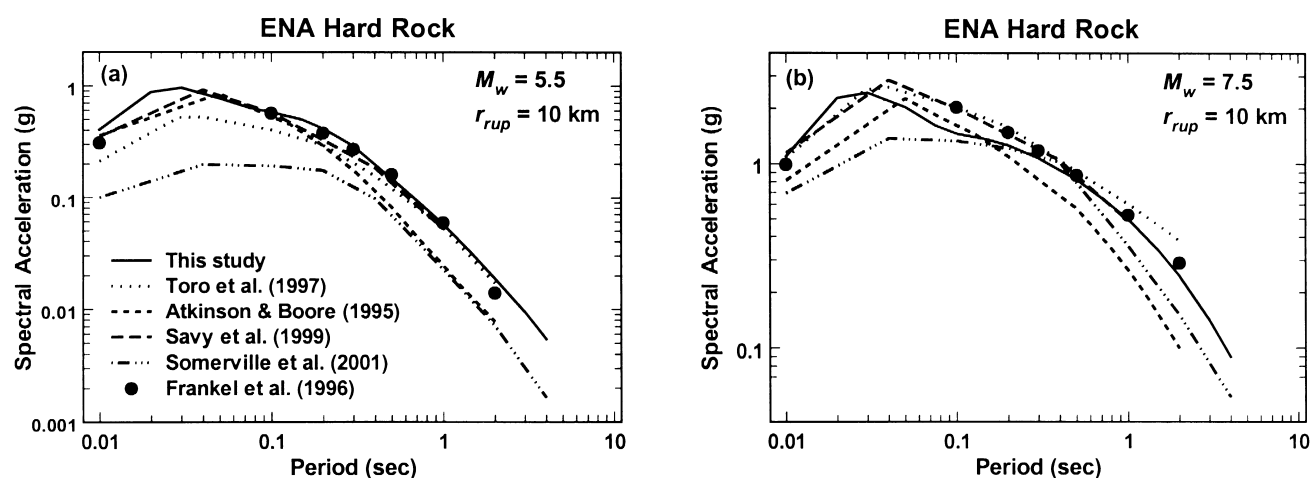 ENA Hard Rock
(a)
Mw = 5.5
rrup = 10 km
Spectral Acceleration (g)
1
0.1
0.01
0.001
This study
Toro et al. (1997)
Atkinson & Boore (1995)
Savy et al. (1999)
Somerville et al. (2001)
Frankel et al. (1996)
0.01 0.1 1 10
Period (sec)
ENA Hard Rock
(b)
Mw = 7.5
rrup = 10 km
Spectral Acceleration (g)
1
0.1
0.01 0.1 1 10
Period (sec)